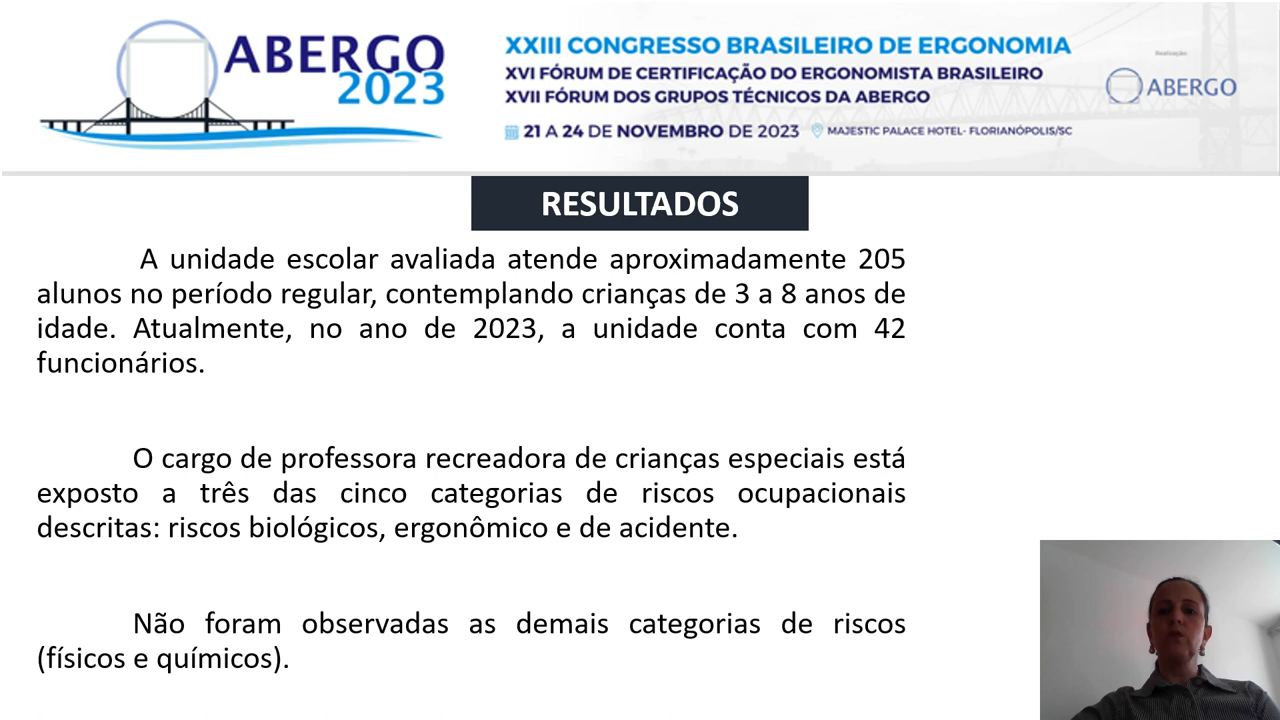 ABERGO
2023
XXIII CONGRESSO BRASILEIRO DE ERGONOMIA
XVI FÓRUM DE CERTIFICAÇÃO DO ERGONOMISTA BRASILEIRO
XVII FÓRUM DOS GRUPOS TÉCNICOS DA ABERGO
21 A 24 DE NOVEMBRO DE 2023 MAJESTIC PALACE HOTEL- FLORIANÓPOLIS/SC
Realização:
ABERGO
RESULTADOS
A unidade escolar avaliada atende aproximadamente 205
alunos no período regular, contemplando crianças de 3 a 8 anos de
idade. Atualmente, no ano de 2023, a unidade conta com 42
funcionários.
O cargo de professora recreadora de crianças especiais está
exposto a três das cinco categorias de riscos ocupacionais
descritas: riscos biológicos, ergonômico e de acidente.
Não foram observadas as demais categorias de riscos
(físicos e químicos).